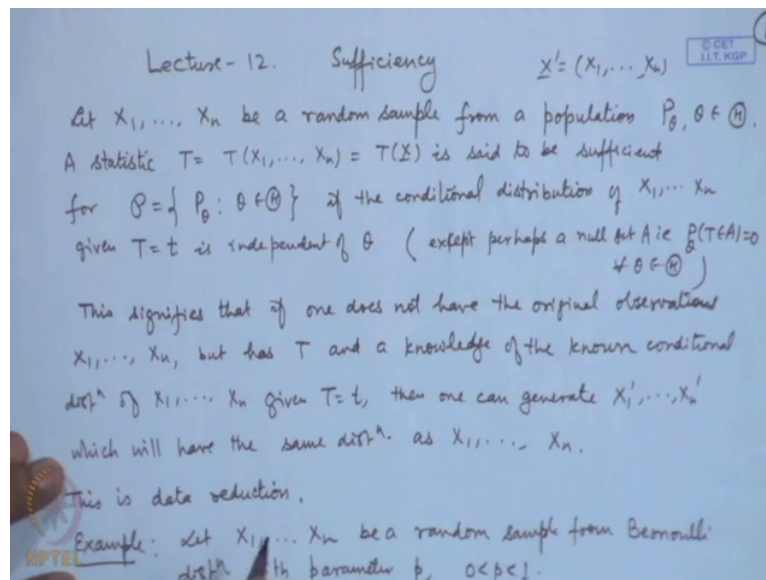 Lecture-12. Sufficiency X' = (X1, ..., Xn)
© CET
I.I.T. KGP
Let X1, ..., Xn be a random sample from a population Pθ, θ ∈ Θ.
A statistic T = T(X1, ..., Xn) = T(X) is said to be sufficient
for 𝒫 = { Pθ : θ ∈ Θ } if the conditional distribution of X1, ... Xn
given T = t is independent of θ ( except perhaps a null set A ie Pθ(T∈A)=0
∀ θ ∈ Θ )
This signifies that if one does not have the original observations
X1, ..., Xn, but has T and a knowledge of the known conditional
distⁿ of X1, ..., Xn given T = t, then one can generate X1', ..., Xn'
which will have the same distⁿ. as X1, ..., Xn.
This is data reduction.
Example: Let X1, ... Xn be a random sample from Bernoulli
distⁿ parameter p, 0<p<1.
NPTEL